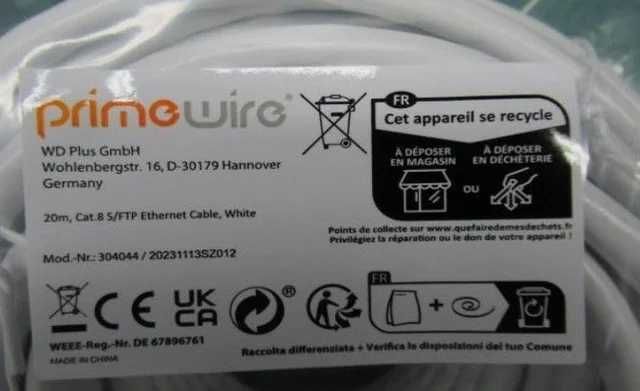 primewire®
WD Plus GmbH
Wohlenbergstr. 16, D-30179 Hannover
Germany
20m, Cat.8 S/FTP Ethernet Cable, White
Mod.-Nr.: 304044 / 20231113SZ012
CE UK CA ®
WEEE-Reg.-Nr. DE 67896761
MADE IN CHINA
FR
Cet appareil se recycle
À DÉPOSER EN MAGASIN
OU
À DÉPOSER EN DÉCHÈTERIE
Points de collecte sur www.quefairedemesdechets.fr
Privilégiez la réparation ou le don de votre appareil !
FR
+
Raccolta differenziata + Verifica le disposizioni del tuo Comune